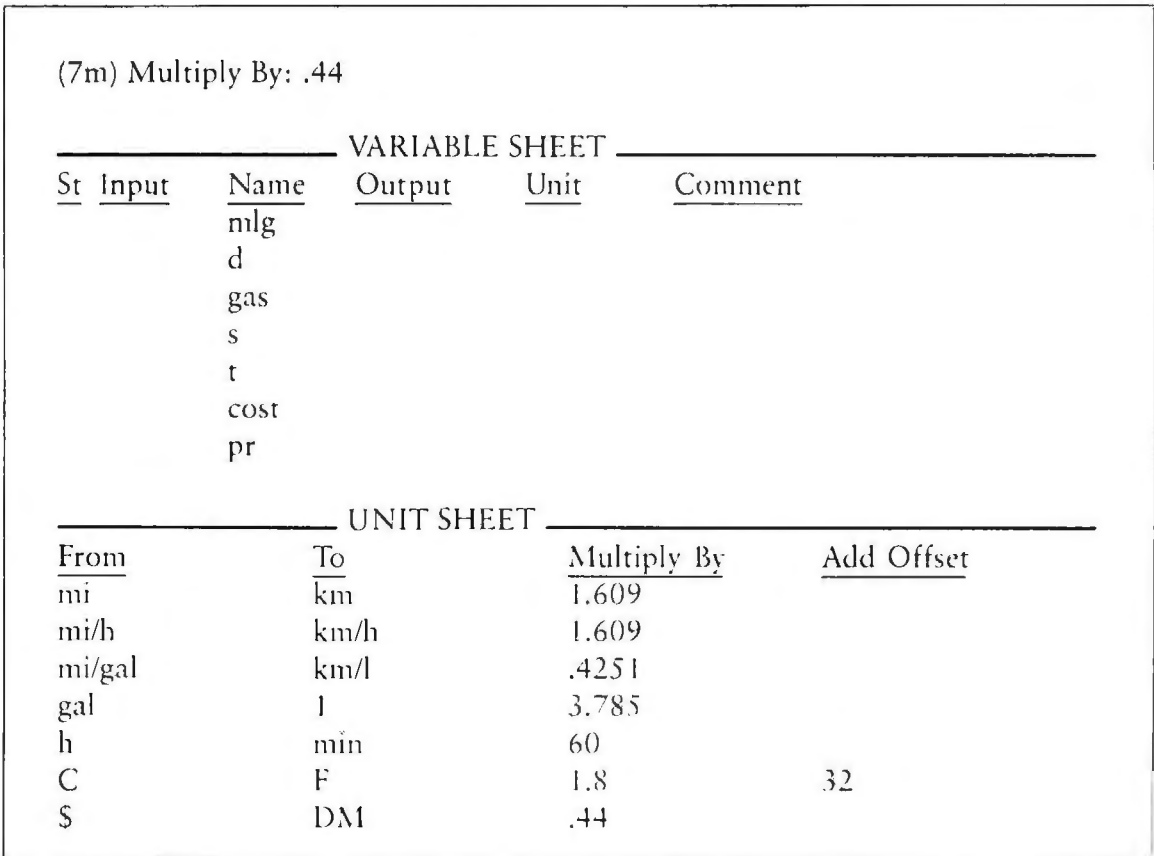 (7m) Multiply By: .44
VARIABLE SHEET
St Input Name Output Unit Comment
mlg
d
gas
s
t
cost
pr
UNIT SHEET
From To Multiply By Add Offset
mi km 1.609
mi/h km/h 1.609
mi/gal km/l .4251
gal l 3.785
h min 60
C F 1.8 32
$ DM .44